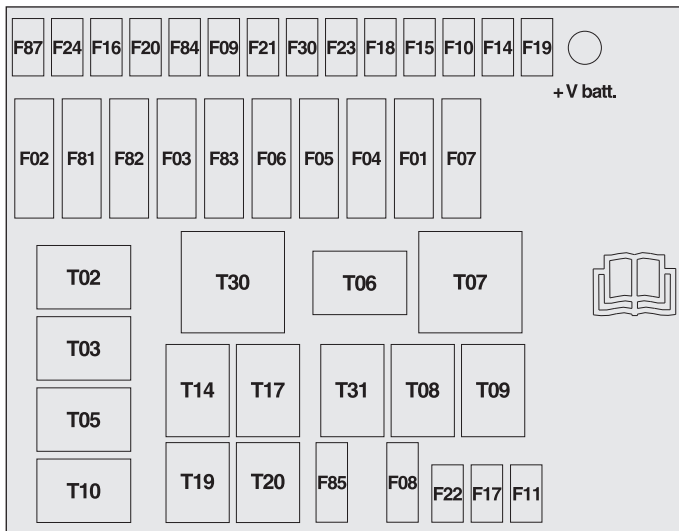 F87 F24 F16 F20 F84 F09 F21 F30 F23 F18 F15 F10 F14 F19
+ V batt.
F02 F81 F82 F03 F83 F06 F05 F04 F01 F07
T02 T30 T06 T07
T03
T14 T17 T31 T08 T09
T05
T10 T19 T20 F85 F08 F22 F17 F11